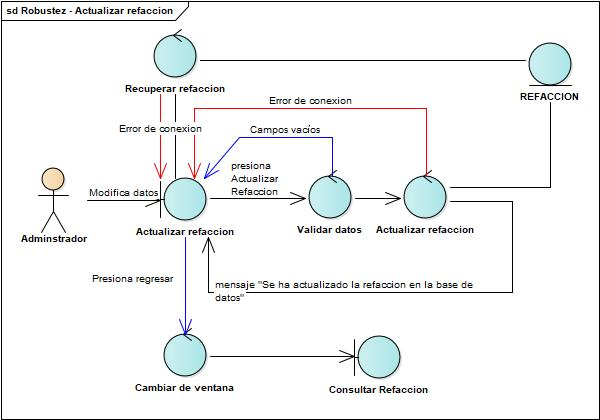 sd Robustez - Actualizar refaccion
Recuperar refaccion
REFACCION
Error de conexion
Error de conexion
Campos vacíos
presiona
Actualizar
Refaccion
Modifica datos
Adminstrador
Actualizar refaccion
Validar datos
Actualizar refaccion
Presiona regresar
mensaje "Se ha actualizado la refaccion en la base de
datos"
Cambiar de ventana
Consultar Refaccion